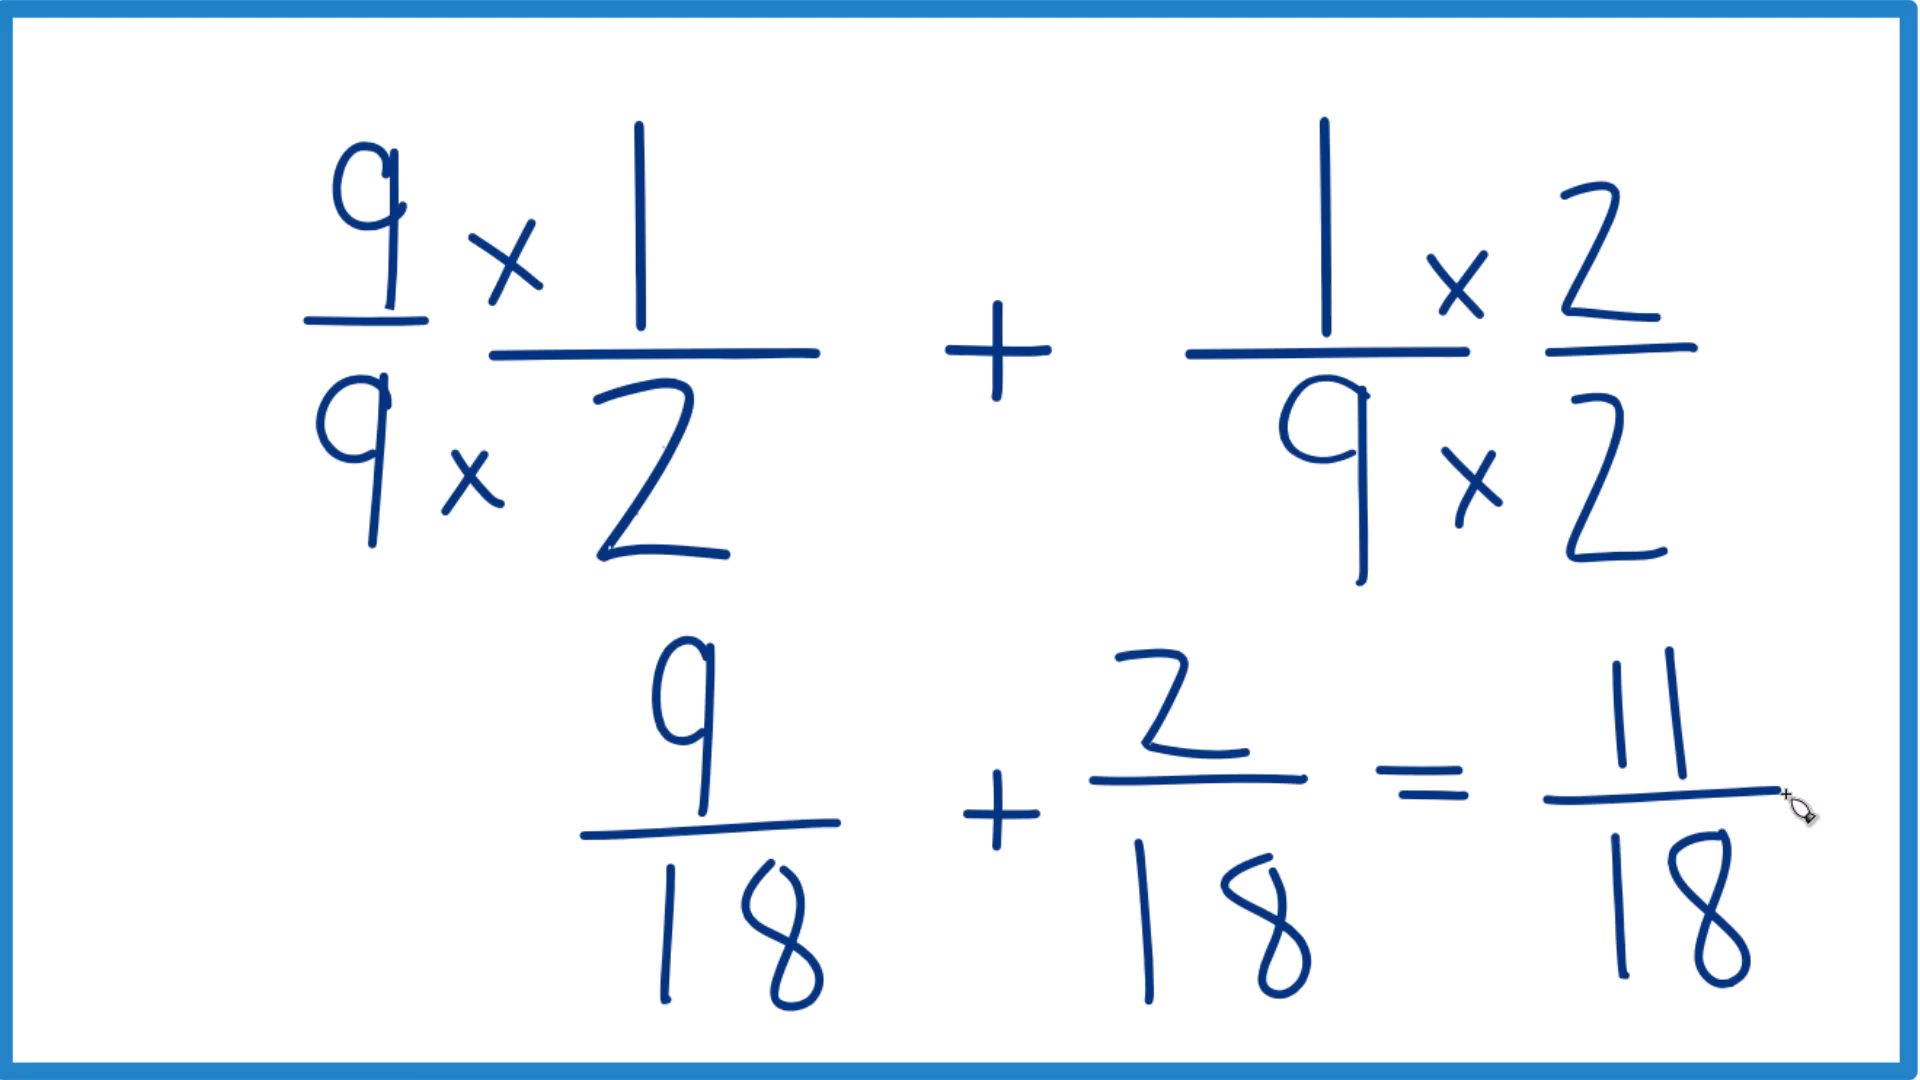 9/9 × 1/2 + 1/9 × 2/2
9/18 + 2/18 = 11/18